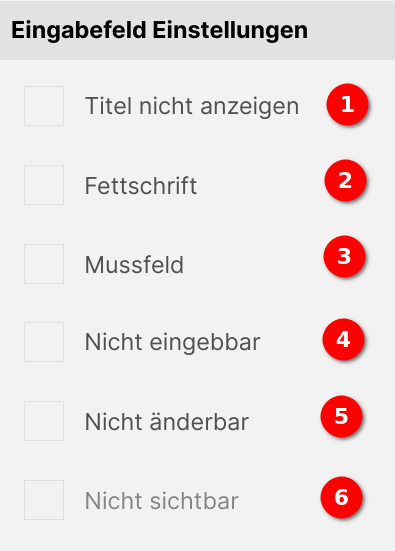 Eingabefeld Einstellungen
Titel nicht anzeigen 1
Fettschrift 2
Mussfeld 3
Nicht eingebbar 4
Nicht änderbar 5
Nicht sichtbar 6